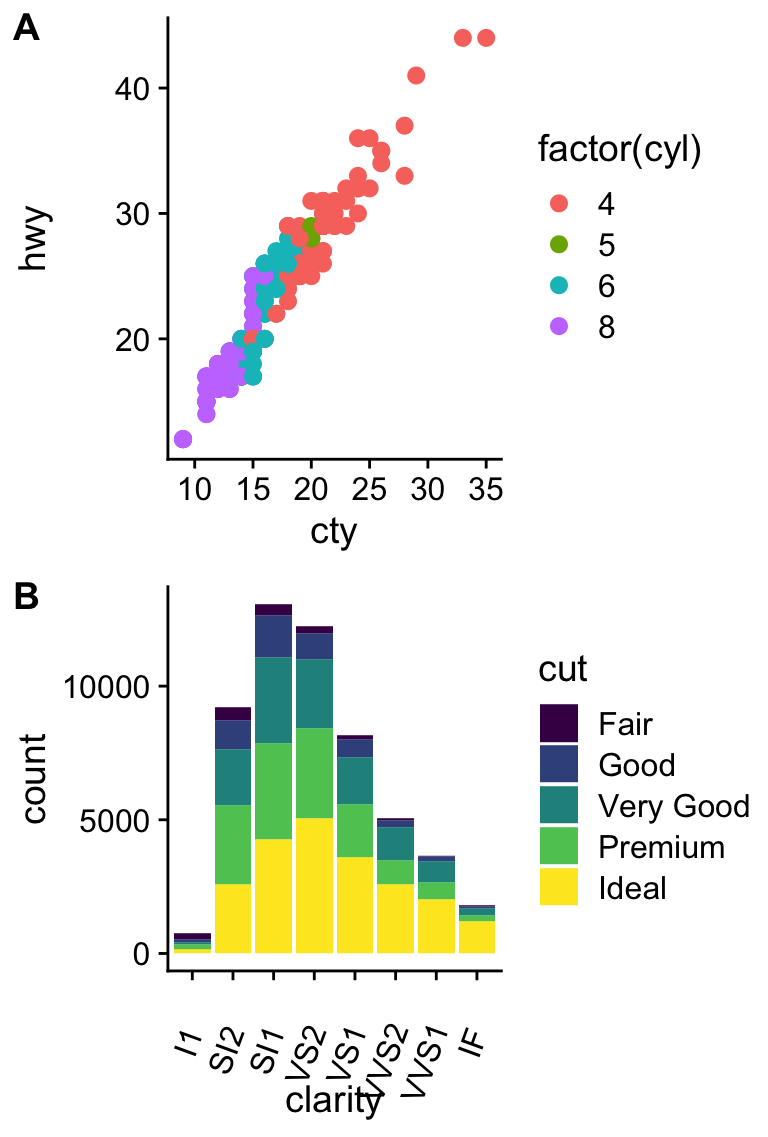 A
hwy
40
30
20
10 15 20 25 30 35
cty
factor(cyl)
4
5
6
8
B
count
10000
5000
0
I1 SI2 SI1 VS2 VS1 VVS2 VVS1 IF
clarity
cut
Fair
Good
Very Good
Premium
Ideal